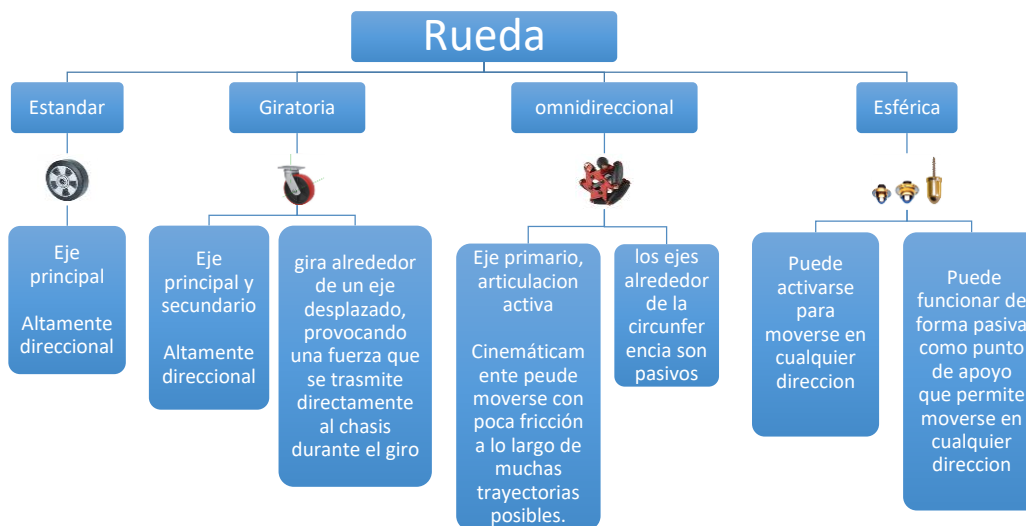 Rueda
Estandar
Giratoria
omnidireccional
Esférica
Eje
principal
Altamente
direccional
Eje
principal y
secundario
Altamente
direccional
gira alrededor
de un eje
desplazado,
provocando
una fuerza que
se trasmite
directamente
al chasis
durante el giro
Eje primario,
articulacion
activa
Cinemáticam
ente peude
moverse con
poca fricción
a lo largo de
muchas
trayectorias
posibles.
los ejes
alrededor
de la
circunfer
encia son
pasivos
Puede
activarse
para
moverse en
cualquier
direccion
Puede
funcionar de
forma pasiva
como punto
de apoyo
que permite
moverse en
cualquier
direccion